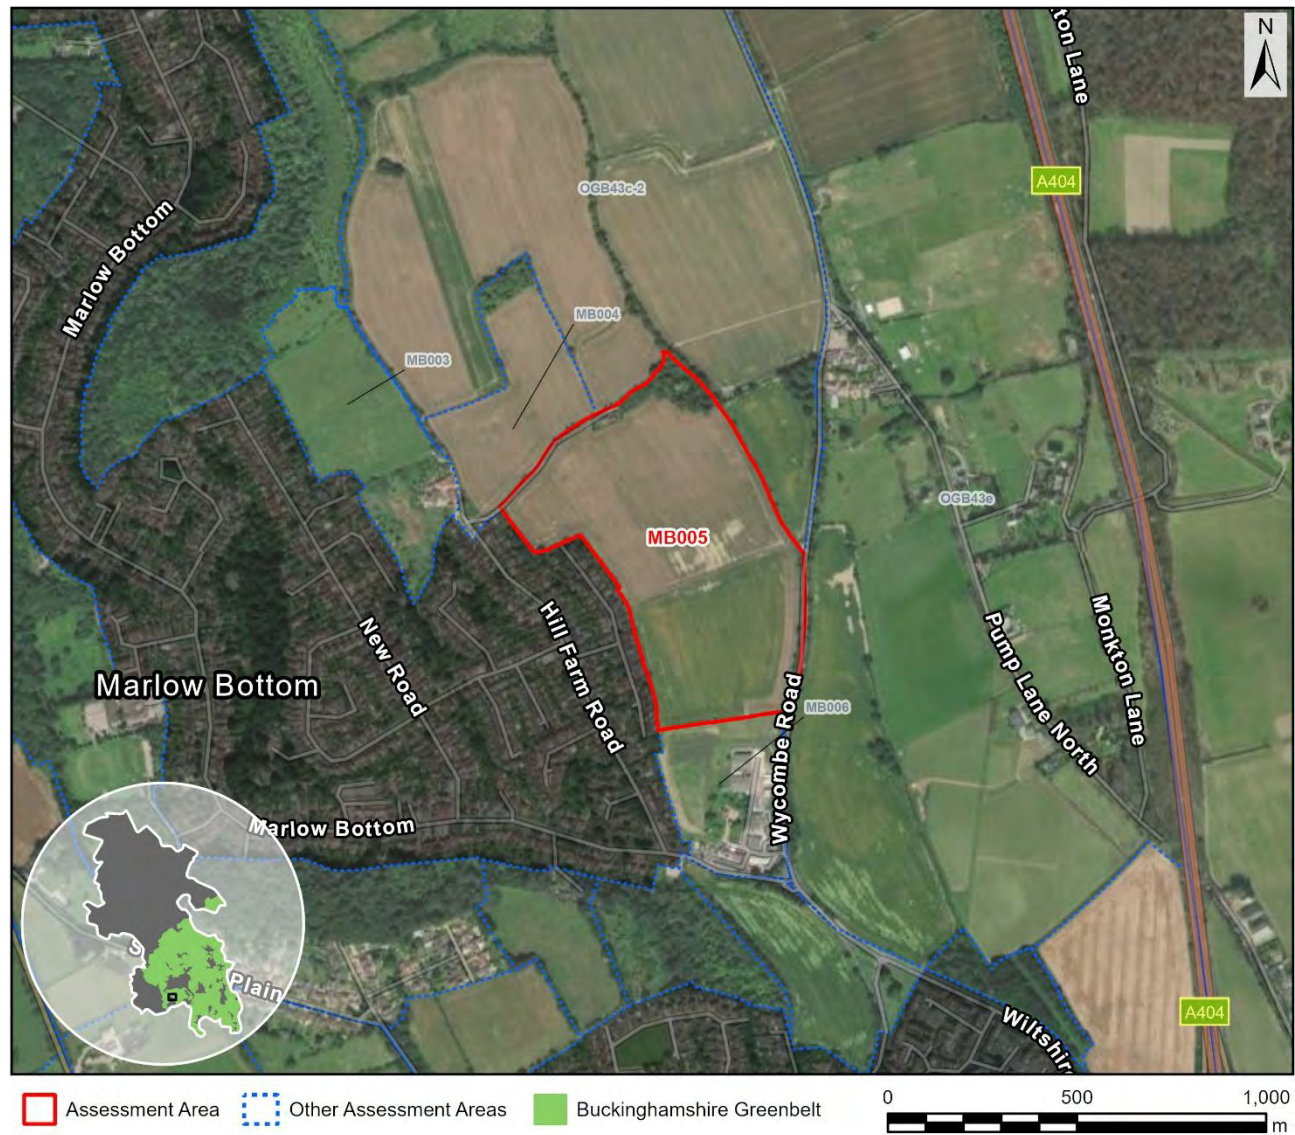 N
ton Lane
A404
OGB43c-2
Marlow Bottom
MB004
MB003
OGB43e
MB005
Hill Farm Road
New Road
Pump Lane North
Monkton Lane
Marlow Bottom
Wycombe Road
MB006
Marlow Bottom
S
Plain
A404
Wiltshire
Assessment Area
Other Assessment Areas
Buckinghamshire Greenbelt
0 500 1,000
m